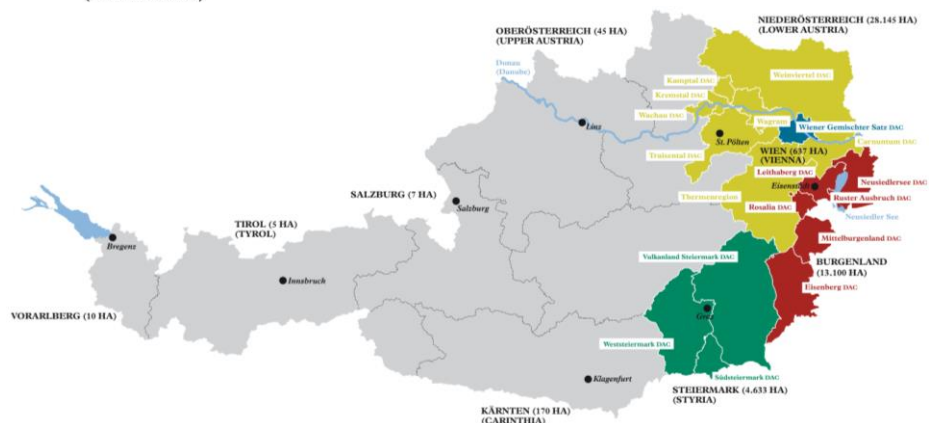 OBERÖSTERREICH (45 HA)
(UPPER AUSTRIA)
NIEDERÖSTERREICH (28.145 HA)
(LOWER AUSTRIA)
Donau
(Danube)
Kamptal DAC
Weinviertel DAC
Kremstal DAC
Wachau DAC
Linz
Wagram
Wiener Gemischter Satz DAC
St. Pölten
Carnuntum DAC
Traisental DAC
WIEN (637 HA)
(VIENNA)
Leithaberg DAC
Eisenstadt
Neusiedlersee DAC
SALZBURG (7 HA)
Salzburg
Thermenregion
Rosalia DAC
Ruster Ausbruch DAC
Neusiedler See
TIROL (5 HA)
(TYROL)
Bregenz
Mittelburgenland DAC
Vulkanland Steiermark DAC
BURGENLAND
(13.100 HA)
Innsbruck
Eisenberg DAC
VORARLBERG (10 HA)
Graz
Weststeiermark DAC
Klagenfurt
Südsteiermark DAC
STEIERMARK (4.633 HA)
(STYRIA)
KÄRNTEN (170 HA)
(CARINTHIA)